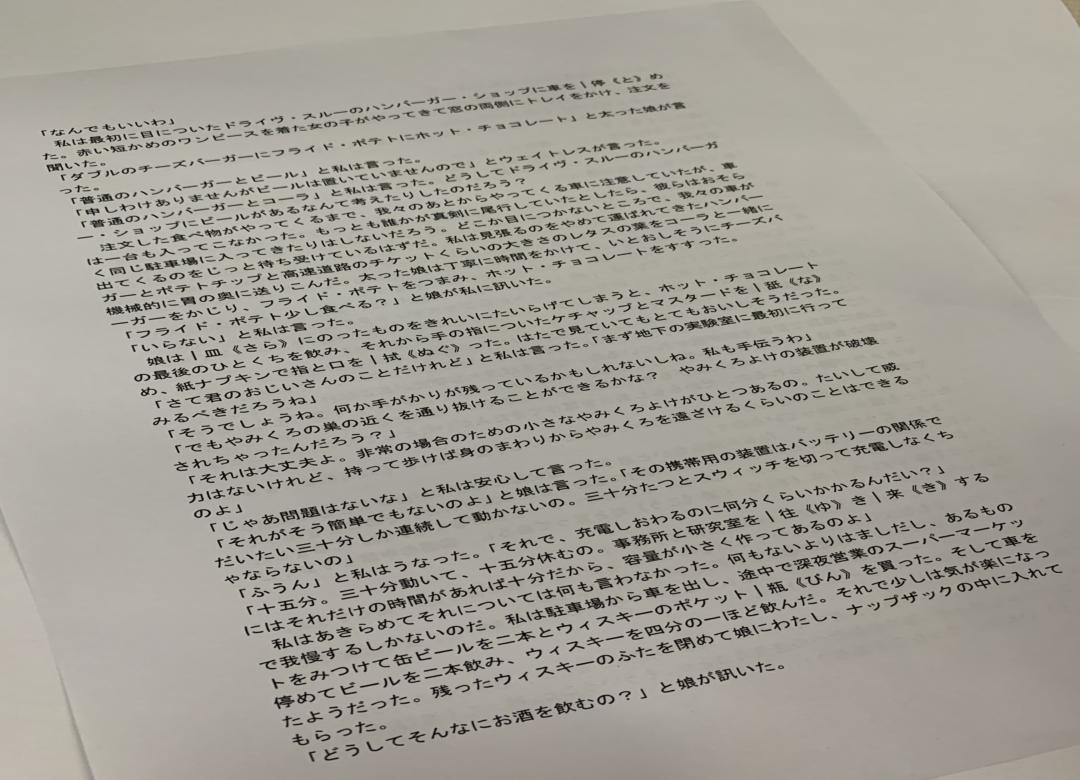 「なんでもいいわ」
　私は最初に目についたドライヴ・スルーのハンバーガー・ショップに車を｜停《と》め
た。赤い短かめのワンピースを着た女の子がやってきて窓の両側にトレイをかけ、注文を
聞いた。
「ダブルのチーズバーガーにフライド・ポテトにホット・チョコレート」と太った娘が言
った。
「普通のハンバーガーとビール」と私は言った。
「申しわけありませんがビールは置いていませんので」とウェイトレスが言った。
「普通のハンバーガーとコーラ」と私は言った。どうしてドライヴ・スルーのハンバーガ
ー・ショップにビールがあるなんて考えたりしたのだろう？
　注文した食べ物がやってくるまで、我々のあとからやってくる車に注意していたが、車
は一台も入ってこなかった。もっとも誰かが真剣に尾行していたとしたら、彼らはおそら
く同じ駐車場に入ってきたりはしないだろう。どこか目につかないところで、我々の車が
出てくるのをじっと待ち受けているはずだ。私は見張るのをやめて運ばれてきたハンバー
ガーとポテトチップと高速道路のチケットくらいの大きさのレタスの葉をコーラと一緒に
機械的に胃の奥に送りこんだ。太った娘は丁寧に時間をかけて、いとおしそうにチーズバ
ーガーをかじり、フライド・ポテトをつまみ、ホット・チョコレートをすすった。
「フライド・ポテト少し食べる？」と娘が私に訊いた。
「いらない」と私は言った。
　娘は｜皿《さら》にのったものをきれいにたいらげてしまうと、ホット・チョコレート
の最後のひとくちを飲み、それから手の指についたケチャップとマスタードを｜舐《な》
め、紙ナプキンで指と口を｜拭《ぬぐ》った。はたで見ていてもとてもおいしそうだった。
「さて君のおじいさんのことだけれど」と私は言った。「まず地下の実験室に最初に行って
みるべきだろうね」
「そうでしょうね。何か手がかりが残っているかもしれないしね。私も手伝うわ」
「でもやみくろの巣の近くを通り抜けることができるかな？　やみくろよけの装置が破壊
されちゃったんだろう？」
「それは大丈夫よ。非常の場合のための小さなやみくろよけがひとつあるの。たいして威
力はないけれど、持って歩けば身のまわりからやみくろを遠ざけるくらいのことはできる
のよ」
「じゃあ問題はないな」と私は安心して言った。
「それがそう簡単でもないのよ」と娘は言った。「その携帯用の装置はバッテリーの関係で
だいたい三十分しか連続して動かないの。三十分たつとスウィッチを切って充電しなくち
ゃならないの」
「ふうん」と私はうなった。「それで、充電しおわるのに何分くらいかかるんだい？」
「十五分。三十分動いて、十五分休むの。事務所と研究室を｜往《ゆ》き｜来《き》する
にはそれだけの時間があれば十分だから、容量が小さく作ってあるのよ」
　私はあきらめてそれについては何も言わなかった。何もないよりはましだし、あるもの
で我慢するしかないのだ。私は駐車場から車を出し、途中で深夜営業のスーパーマーケッ
トをみつけて缶ビールを二本とウィスキーのポケット｜瓶《びん》を買った。そして車を
停めてビールを二本飲み、ウィスキーを四分の一ほど飲んだ。それで少しは気が楽になっ
たようだった。残ったウィスキーのふたを閉めて娘にわたし、ナップザックの中に入れて
もらった。
「どうしてそんなにお酒を飲むの？」と娘が訊いた。